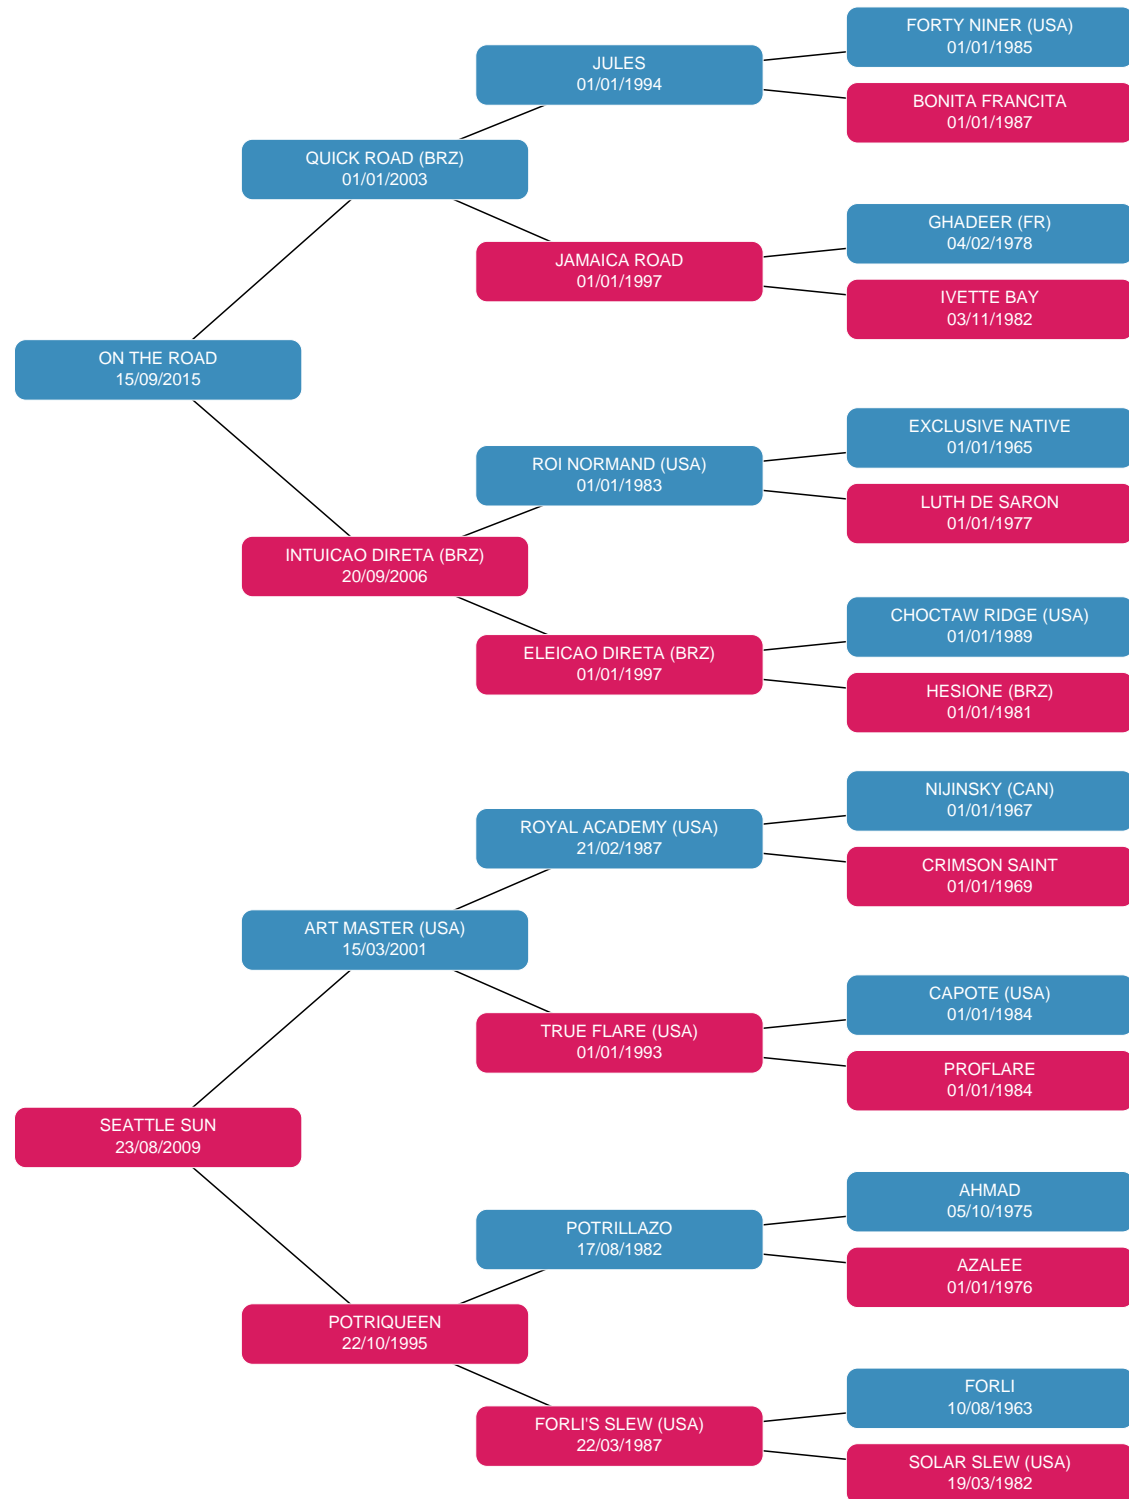 FORTY NINER (USA)
01/01/1985
JULES
01/01/1994
BONITA FRANCITA
01/01/1987
QUICK ROAD (BRZ)
01/01/2003
GHADEER (FR)
04/02/1978
JAMAICA ROAD
01/01/1997
IVETTE BAY
03/11/1982
ON THE ROAD
15/09/2015
EXCLUSIVE NATIVE
01/01/1965
ROI NORMAND (USA)
01/01/1983
LUTH DE SARON
01/01/1977
INTUICAO DIRETA (BRZ)
20/09/2006
CHOCTAW RIDGE (USA)
01/01/1989
ELEICAO DIRETA (BRZ)
01/01/1997
HESIONE (BRZ)
01/01/1981
NIJINSKY (CAN)
01/01/1967
ROYAL ACADEMY (USA)
21/02/1987
CRIMSON SAINT
01/01/1969
ART MASTER (USA)
15/03/2001
CAPOTE (USA)
01/01/1984
TRUE FLARE (USA)
01/01/1993
PROFLARE
01/01/1984
SEATTLE SUN
23/08/2009
AHMAD
05/10/1975
POTRILLAZO
17/08/1982
AZALEE
01/01/1976
POTRIQUEEN
22/10/1995
FORLI
10/08/1963
FORLI'S SLEW (USA)
22/03/1987
SOLAR SLEW (USA)
19/03/1982